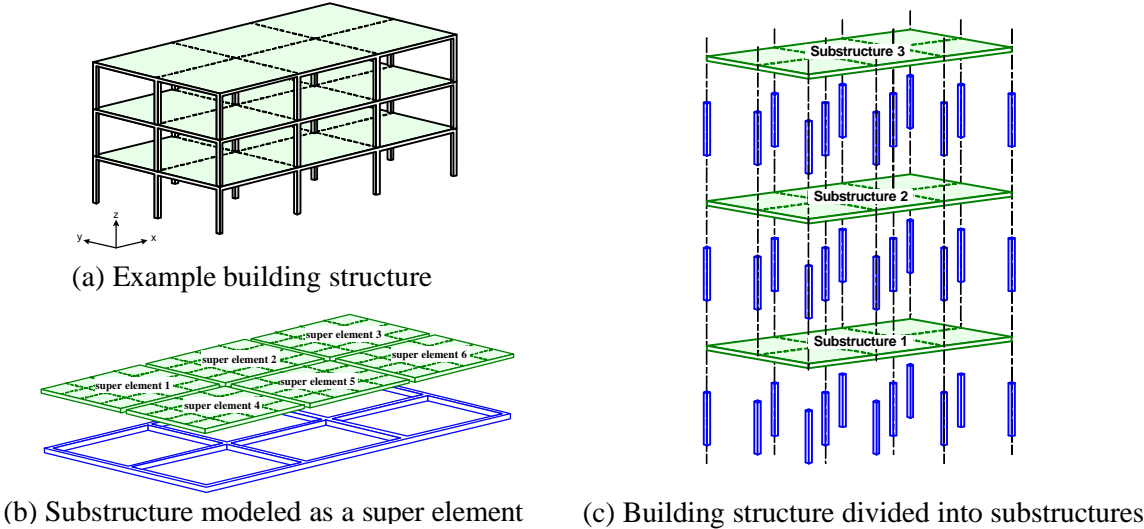 z
y
x
(a) Example building structure
super element 3
super element 2
super element 6
super element 1
super element 5
super element 4
(b) Substructure modeled as a super element
Substructure 3
Substructure 2
Substructure 1
(c) Building structure divided into substructures